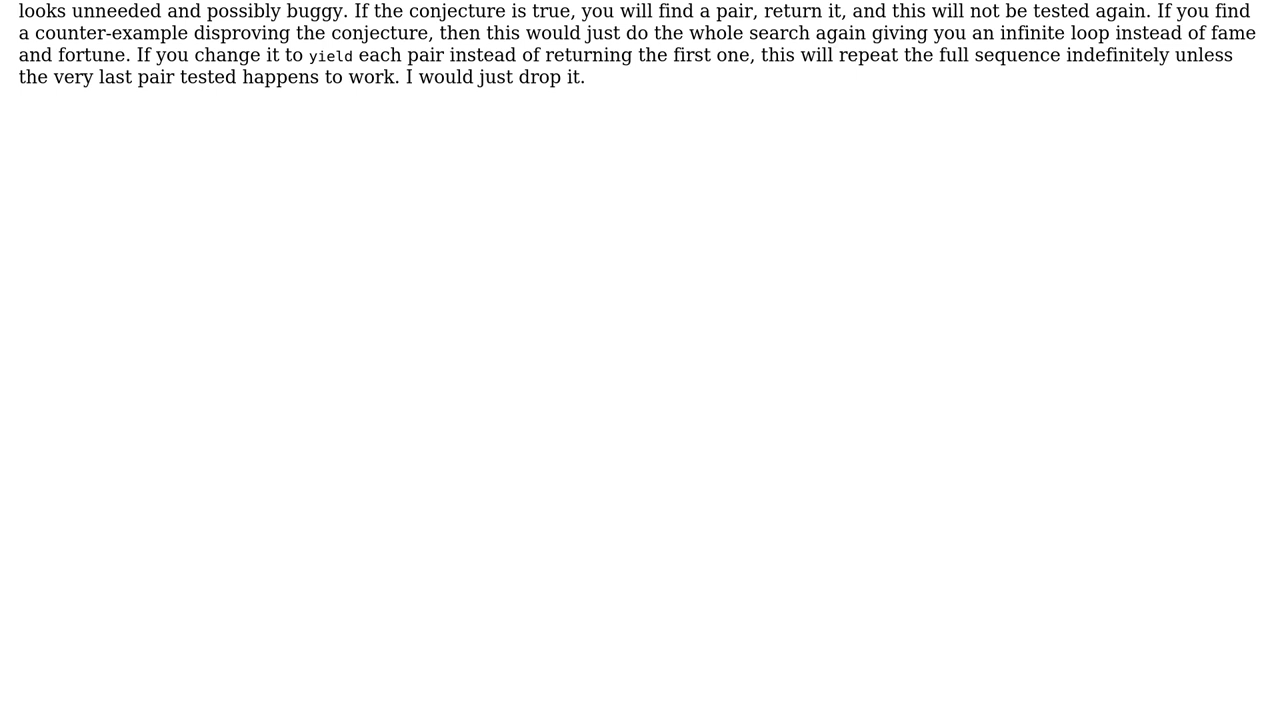 looks unneeded and possibly buggy. If the conjecture is true, you will find a pair, return it, and this will not be tested again. If you find
a counter-example disproving the conjecture, then this would just do the whole search again giving you an infinite loop instead of fame
and fortune. If you change it to yield each pair instead of returning the first one, this will repeat the full sequence indefinitely unless
the very last pair tested happens to work. I would just drop it.